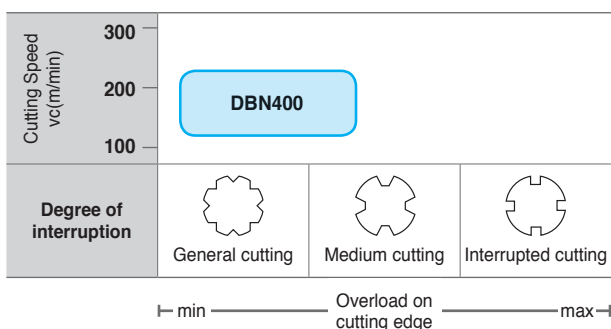 Cutting Speed
vc(m/min)
300
200
100
DBN400
Degree of
interruption
General cutting
Medium cutting
Interrupted cutting
min
Overload on
cutting edge
max